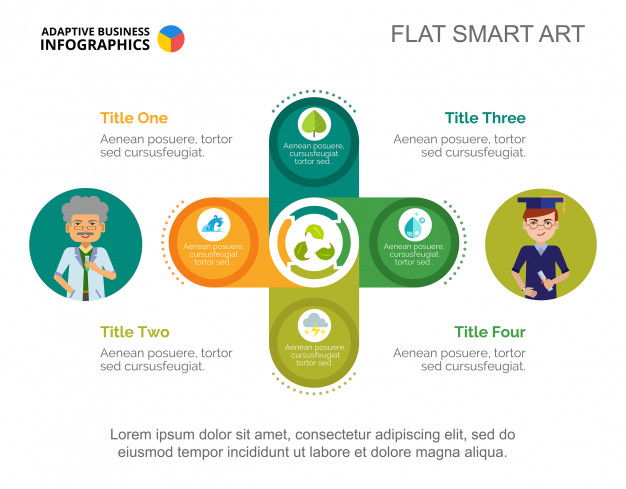 ADAPTIVE BUSINESS
INFOGRAPHICS
FLAT SMART ART
Title One
Aenean posuere, tortor
sed cursusfeugiat.
Title Three
Aenean posuere, tortor
sed cursusfeugiat.
Aenean posuere,
cursusfeugiat
tortor sed .
Aenean posuere,
cursusfeugiat
tortor sed .
Aenean posuere,
cursusfeugiat
tortor sed .
Aenean posuere,
cursusfeugiat
tortor sed .
Title Two
Aenean posuere, tortor
sed cursusfeugiat.
Title Four
Aenean posuere, tortor
sed cursusfeugiat.
Lorem ipsum dolor sit amet, consectetur adipiscing elit, sed do
eiusmod tempor incididunt ut labore et dolore magna aliqua.